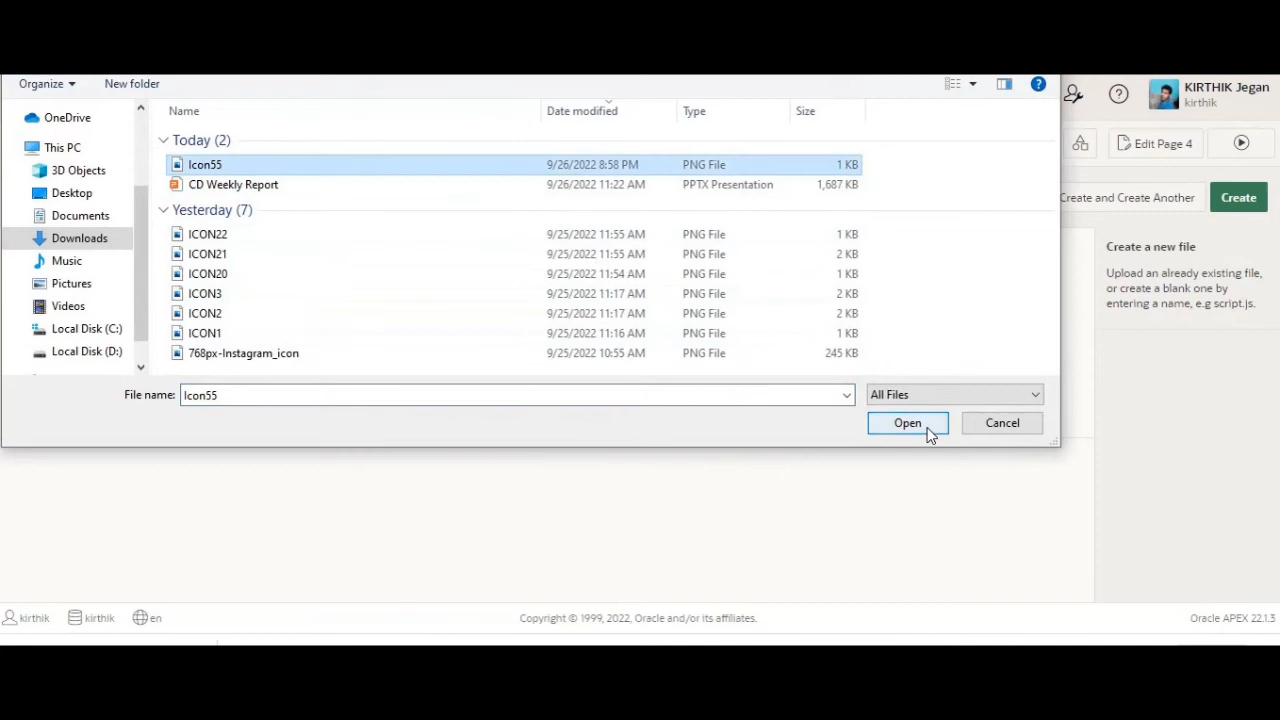 Organize
New folder
KIRTHIK Jegan
kirthik
OneDrive
This PC
3D Objects
Desktop
Documents
Downloads
Music
Pictures
Videos
Local Disk (C:)
Local Disk (D:)
Name Date modified Type Size
Today (2)
Icon55 9/26/2022 8:58 PM PNG File 1 KB
CD Weekly Report 9/26/2022 11:22 AM PPTX Presentation 1,687 KB
Yesterday (7)
ICON22 9/25/2022 11:55 AM PNG File 1 KB
ICON21 9/25/2022 11:55 AM PNG File 2 KB
ICON20 9/25/2022 11:54 AM PNG File 1 KB
ICON3 9/25/2022 11:17 AM PNG File 2 KB
ICON2 9/25/2022 11:17 AM PNG File 2 KB
ICON1 9/25/2022 11:16 AM PNG File 1 KB
768px-Instagram_icon 9/25/2022 10:55 AM PNG File 245 KB
File name: Icon55 All Files
Open Cancel
Edit Page 4
Create and Create Another Create
Create a new file
Upload an already existing file,
or create a blank one by
entering a name, e.g script.js.
kirthik kirthik en
Copyright © 1999, 2022, Oracle and/or its affiliates.
Oracle APEX 22.1.3